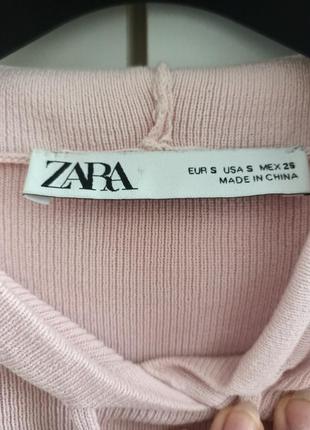 ZARA
EUR S USA S MEX 26
MADE IN CHINA